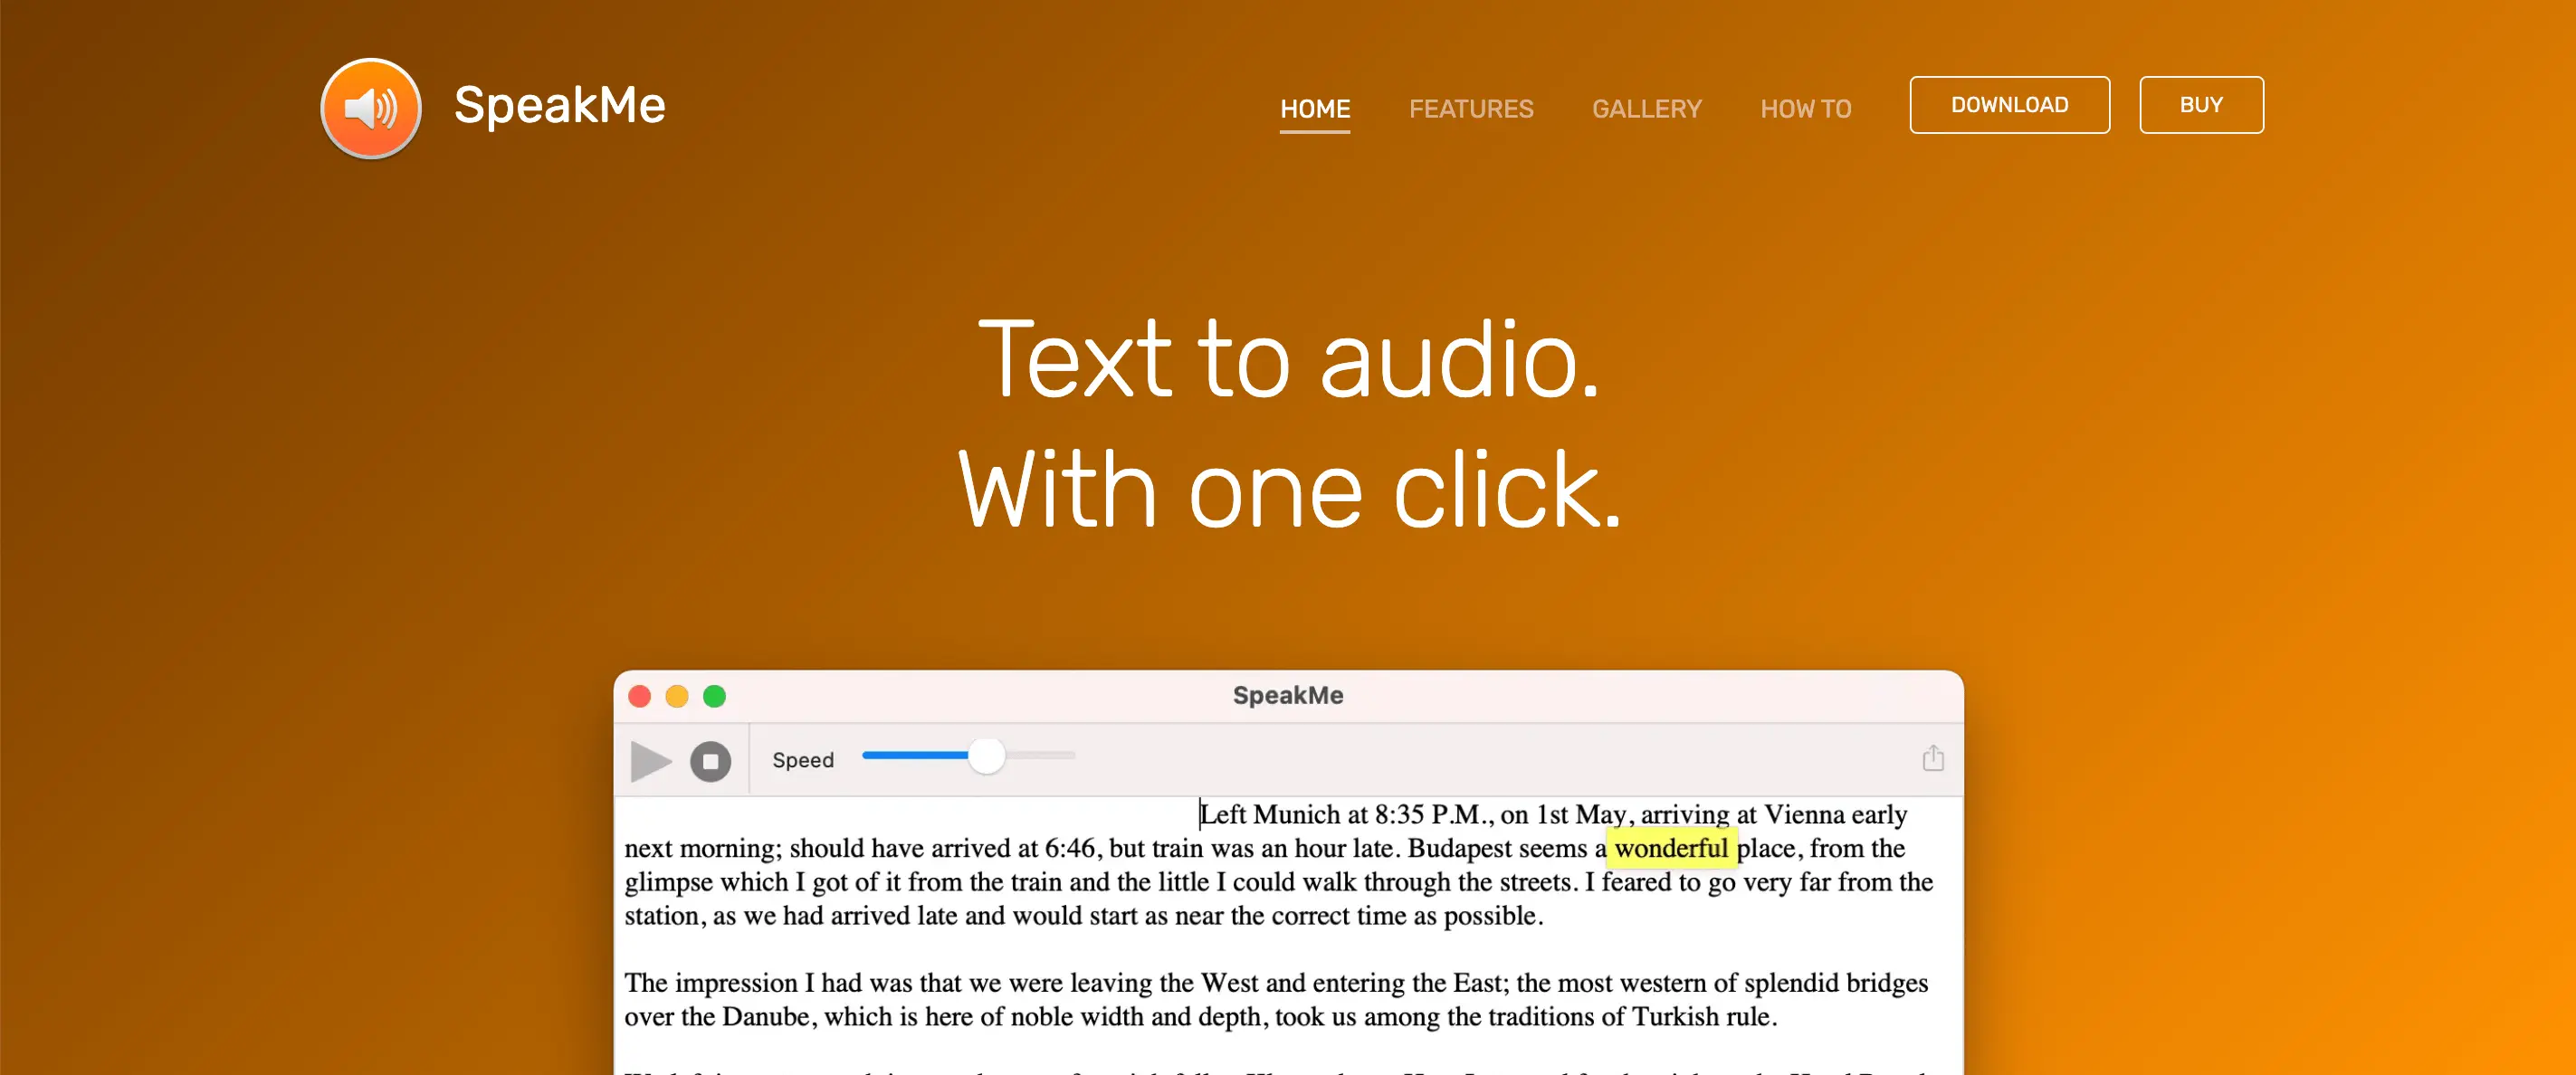 SpeakMe
HOME FEATURES GALLERY HOW TO DOWNLOAD BUY
Text to audio.
With one click.
SpeakMe
Speed
Left Munich at 8:35 P.M., on 1st May, arriving at Vienna early
next morning; should have arrived at 6:46, but train was an hour late. Budapest seems a wonderful place, from the
glimpse which I got of it from the train and the little I could walk through the streets. I feared to go very far from the
station, as we had arrived late and would start as near the correct time as possible.
The impression I had was that we were leaving the West and entering the East; the most western of splendid bridges
over the Danube, which is here of noble width and depth, took us among the traditions of Turkish rule.